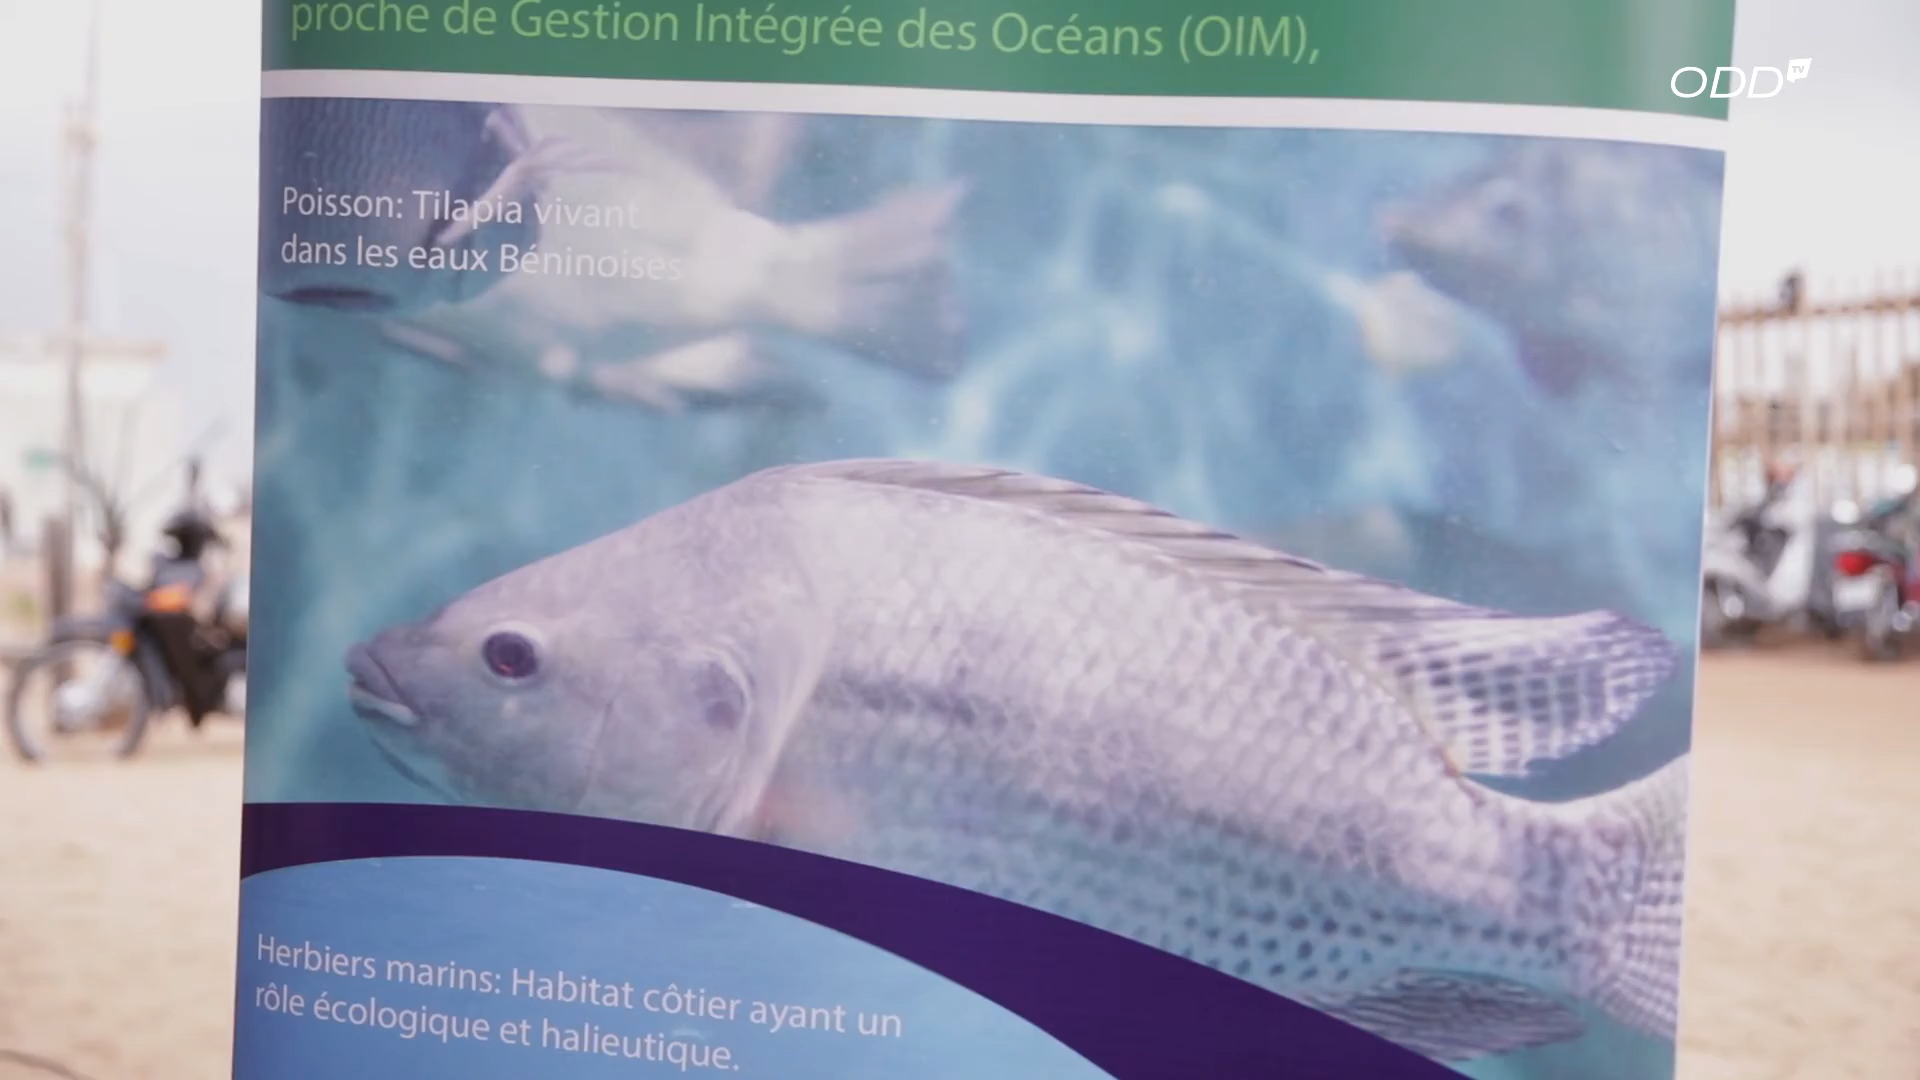 proche de Gestion Intégrée des Océans (OIM),
ODD TV
Poisson: Tilapia vivant
dans les eaux Béninoises
Herbiers marins: Habitat côtier ayant un
rôle écologique et halieutique.